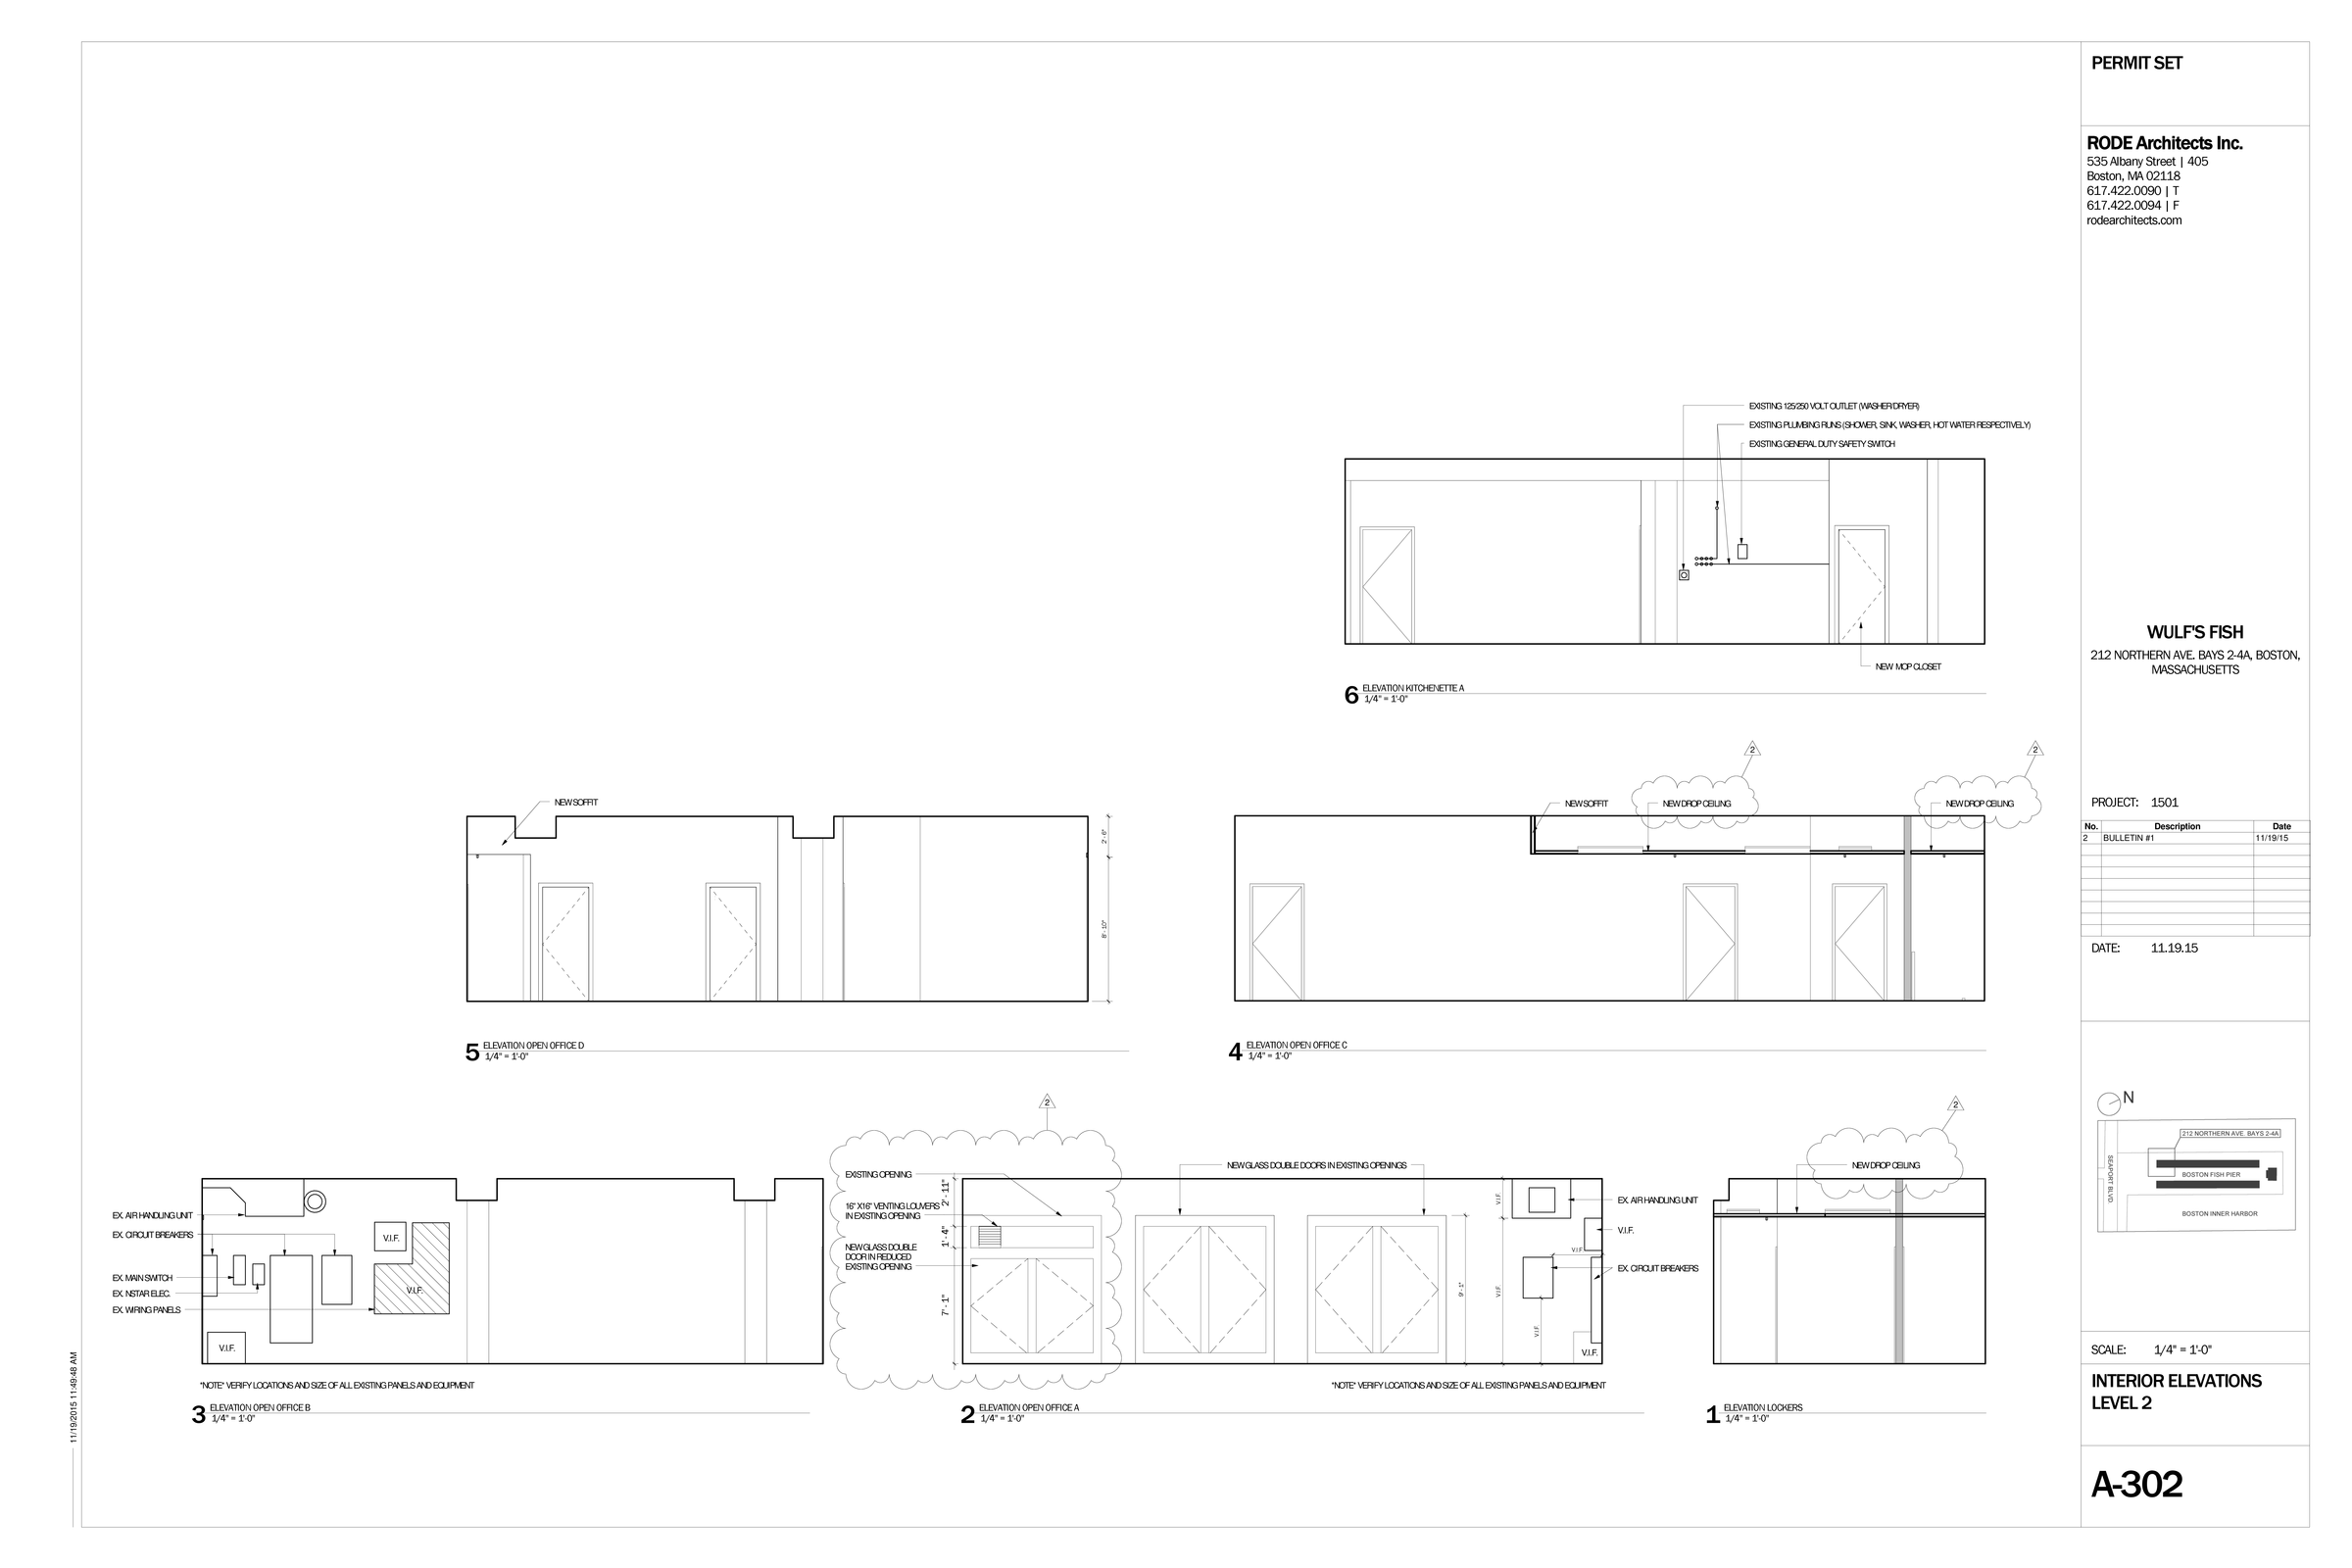 PERMIT SET
RODE Architects Inc.
535 Albany Street | 405
Boston, MA 02118
617.422.0090 | T
617.422.0094 | F
rodearchitects.com
EXISTING 125/250 VOLT OUTLET (WASHER/DRYER)
EXISTING PLUMBING RUNS (SHOWER, SINK, WASHER, HOT WATER RESPECTIVELY)
EXISTING GENERAL DUTY SAFETY SWITCH
NEW MOP CLOSET
6 ELEVATION KITCHENETTE A
1/4" = 1'-0"
WULF'S FISH
212 NORTHERN AVE. BAYS 2-4A, BOSTON,
MASSACHUSETTS
NEW SOFFIT
2' - 6"
8' - 10"
5 ELEVATION OPEN OFFICE D
1/4" = 1'-0"
2
2
NEW SOFFIT
NEW DROP CEILING
NEW DROP CEILING
4 ELEVATION OPEN OFFICE C
1/4" = 1'-0"
PROJECT: 1501
No. Description Date
2 BULLETIN #1 11/19/15
DATE: 11.19.15
EX. AIR HANDLING UNIT
EX. CIRCUIT BREAKERS
EX. MAIN SWITCH
EX. NSTAR ELEC.
EX. WIRING PANELS
V.I.F.
V.I.F.
V.I.F.
*NOTE* VERIFY LOCATIONS AND SIZE OF ALL EXISTING PANELS AND EQUIPMENT
3 ELEVATION OPEN OFFICE B
1/4" = 1'-0"
2
EXISTING OPENING
16" X16" VENTING LOUVERS
IN EXISTING OPENING
NEW GLASS DOUBLE
DOOR IN REDUCED
EXISTING OPENING
2' - 11"
1' - 4"
7' - 1"
NEW GLASS DOUBLE DOORS IN EXISTING OPENINGS
9' - 1"
V.I.F.
V.I.F.
V.I.F.
V.I.F.
V.I.F.
EX. AIR HANDLING UNIT
V.I.F.
EX. CIRCUIT BREAKERS
*NOTE* VERIFY LOCATIONS AND SIZE OF ALL EXISTING PANELS AND EQUIPMENT
2 ELEVATION OPEN OFFICE A
1/4" = 1'-0"
2
NEW DROP CEILING
1 ELEVATION LOCKERS
1/4" = 1'-0"
N
212 NORTHERN AVE. BAYS 2-4A
SEAPORT BLVD.
BOSTON FISH PIER
BOSTON INNER HARBOR
SCALE: 1/4" = 1'-0"
INTERIOR ELEVATIONS
LEVEL 2
A-302
11/19/2015 11:49:48 AM